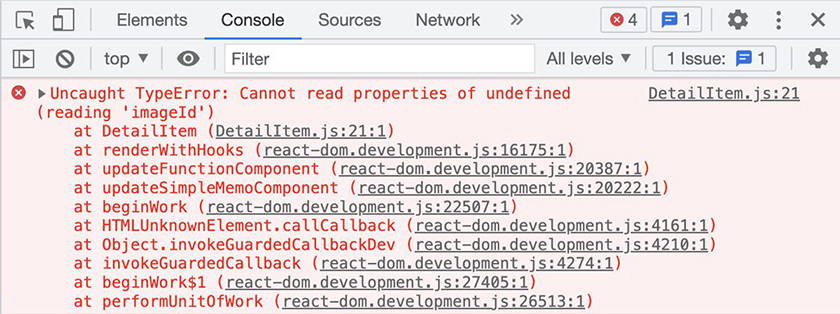 Elements Console Sources Network » 4 1
top ▼ Filter All levels ▼ 1 Issue: 1
Uncaught TypeError: Cannot read properties of undefined DetailItem.js:21
(reading 'imageId')
at DetailItem (DetailItem.js:21:1)
at renderWithHooks (react-dom.development.js:16175:1)
at updateFunctionComponent (react-dom.development.js:20387:1)
at updateSimpleMemoComponent (react-dom.development.js:20222:1)
at beginWork (react-dom.development.js:22507:1)
at HTMLUnknownElement.callCallback (react-dom.development.js:4161:1)
at Object.invokeGuardedCallbackDev (react-dom.development.js:4210:1)
at invokeGuardedCallback (react-dom.development.js:4274:1)
at beginWork$1 (react-dom.development.js:27405:1)
at performUnitOfWork (react-dom.development.js:26513:1)